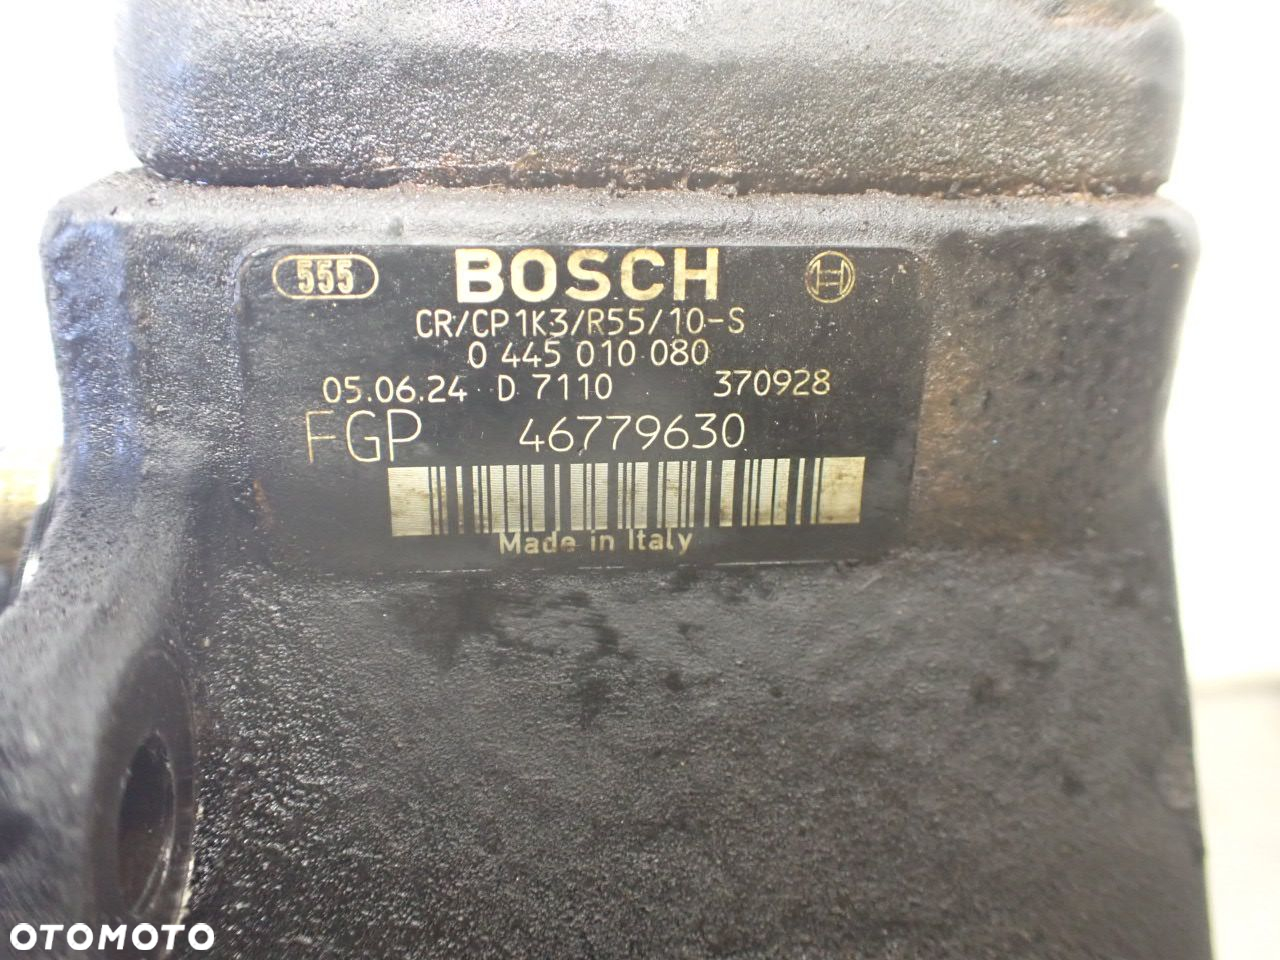 555 BOSCH
CR/CP1K3/R55/10-S
0 445 010 080
05.06.24 D 7110 370928
FGP 46779630
Made in Italy
OTOMOTO